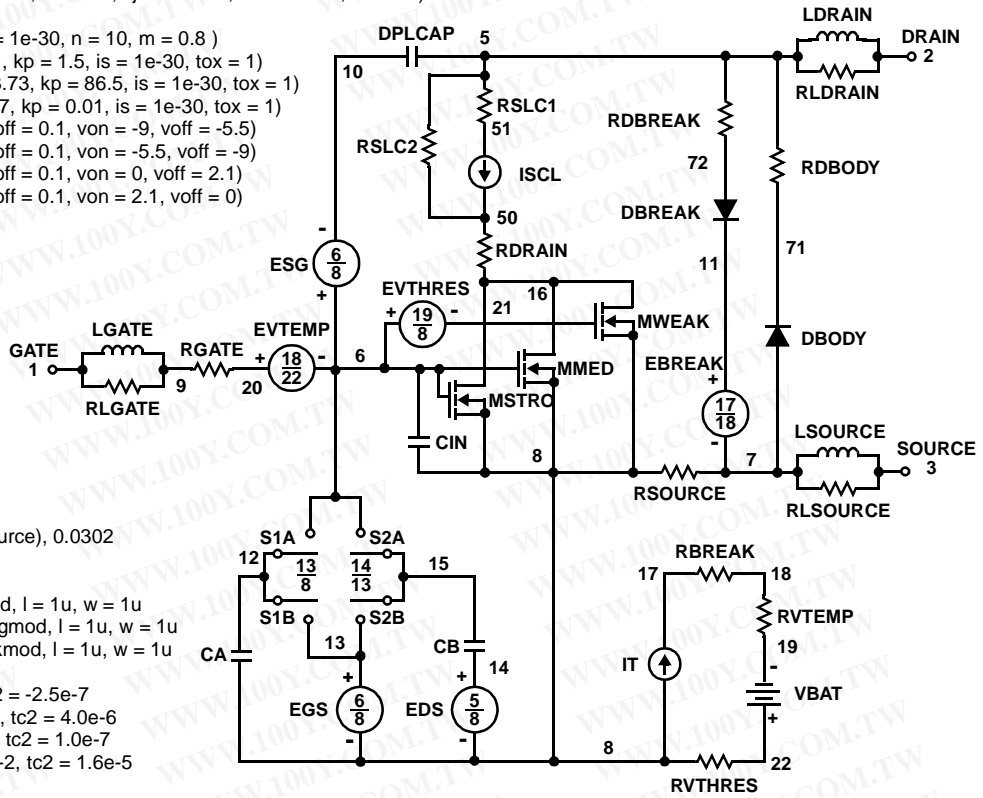 = 1e-30, n = 10, m = 0.8 )
, kp = 1.5, is = 1e-30, tox = 1)
3.73, kp = 86.5, is = 1e-30, tox = 1)
7, kp = 0.01, is = 1e-30, tox = 1)
voff = 0.1, von = -9, voff = -5.5)
voff = 0.1, von = -5.5, voff = -9)
voff = 0.1, von = 0, voff = 2.1)
voff = 0.1, von = 2.1, voff = 0)
LDRAIN
DPLCAP 5 DRAIN
10 2
RLDRAIN
RSLC1
51
RSLC2
ISCL
RDBREAK
72
RDBODY
50
DBREAK
RDRAIN
71
ESG 6/8
11
EVTHRES
16
21
+ 19/8 -
MWEAK
LGATE EVTEMP
GATE RGATE + 18/22 - 6
MMED
EBREAK
DBODY
1
9 20
RLGATE
MSTRO
+
17/18
-
CIN
LSOURCE
8 7 SOURCE
3
RSOURCE
RLSOURCE
urce), 0.0302
S1A S2A
12 13/8 14/13 15
S1B S2B
RBREAK
17 18
RVTEMP
d, l = 1u, w = 1u
gmod, l = 1u, w = 1u
kmod, l = 1u, w = 1u
CA
13
CB
14
19
IT
-
VBAT
+
2 = -2.5e-7
, tc2 = 4.0e-6
tc2 = 1.0e-7
-2, tc2 = 1.6e-5
+ +
EGS 6/8 EDS 5/8
- -
8 22
RVTHRES
WWW.100Y.COM.TW